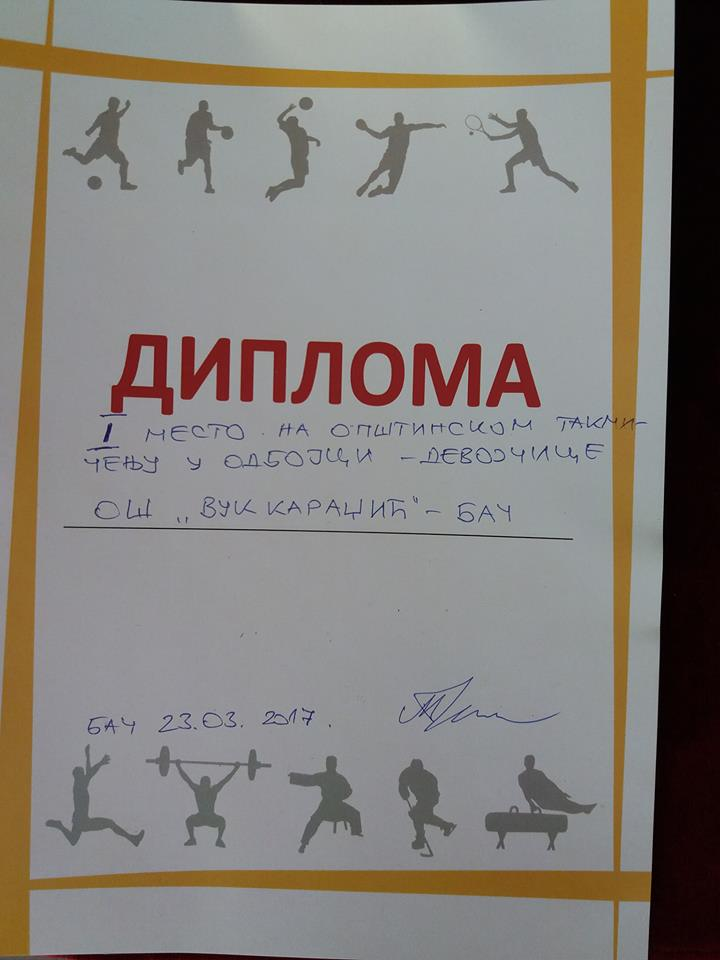 ДИПЛОМА
I МЕСТО НА ОПШТИНСКОМ ТАКМИ-
ЧЕЊУ У ОДБОЈЦИ - ДЕВОЈЧИЦЕ
ОШ „ВУК КАРАЏИЋ" - БАЧ
БАЧ 23.03. 2017.